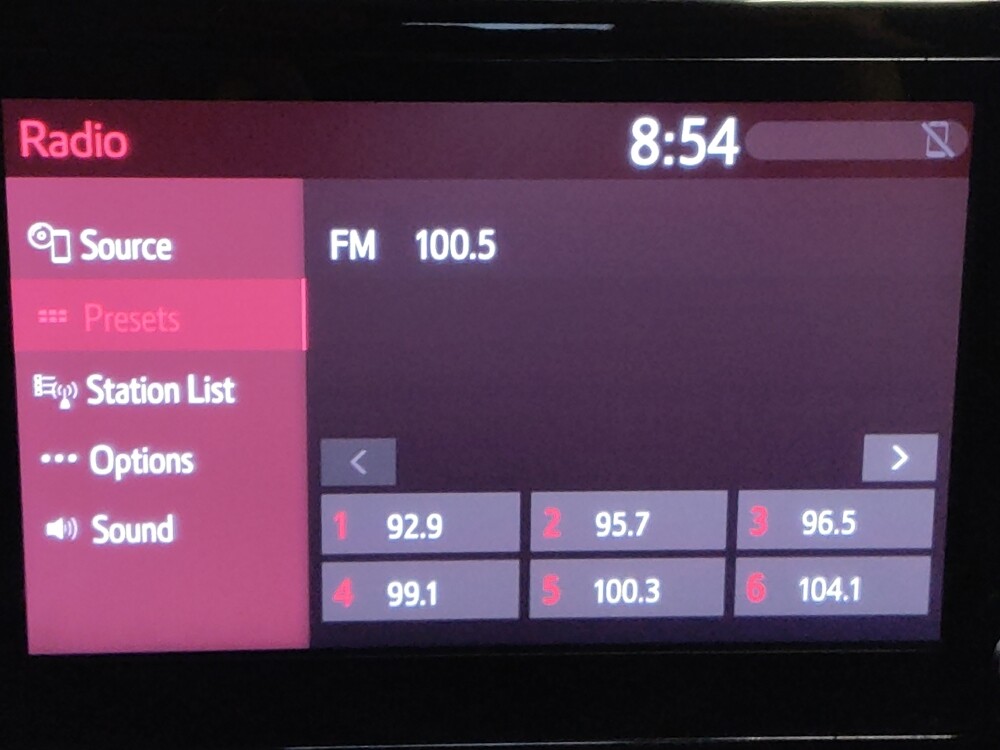 Radio 8:54
Source
FM 100.5
Presets
Station List
Options
Sound
1 92.9 2 95.7 3 96.5
4 99.1 5 100.3 6 104.1